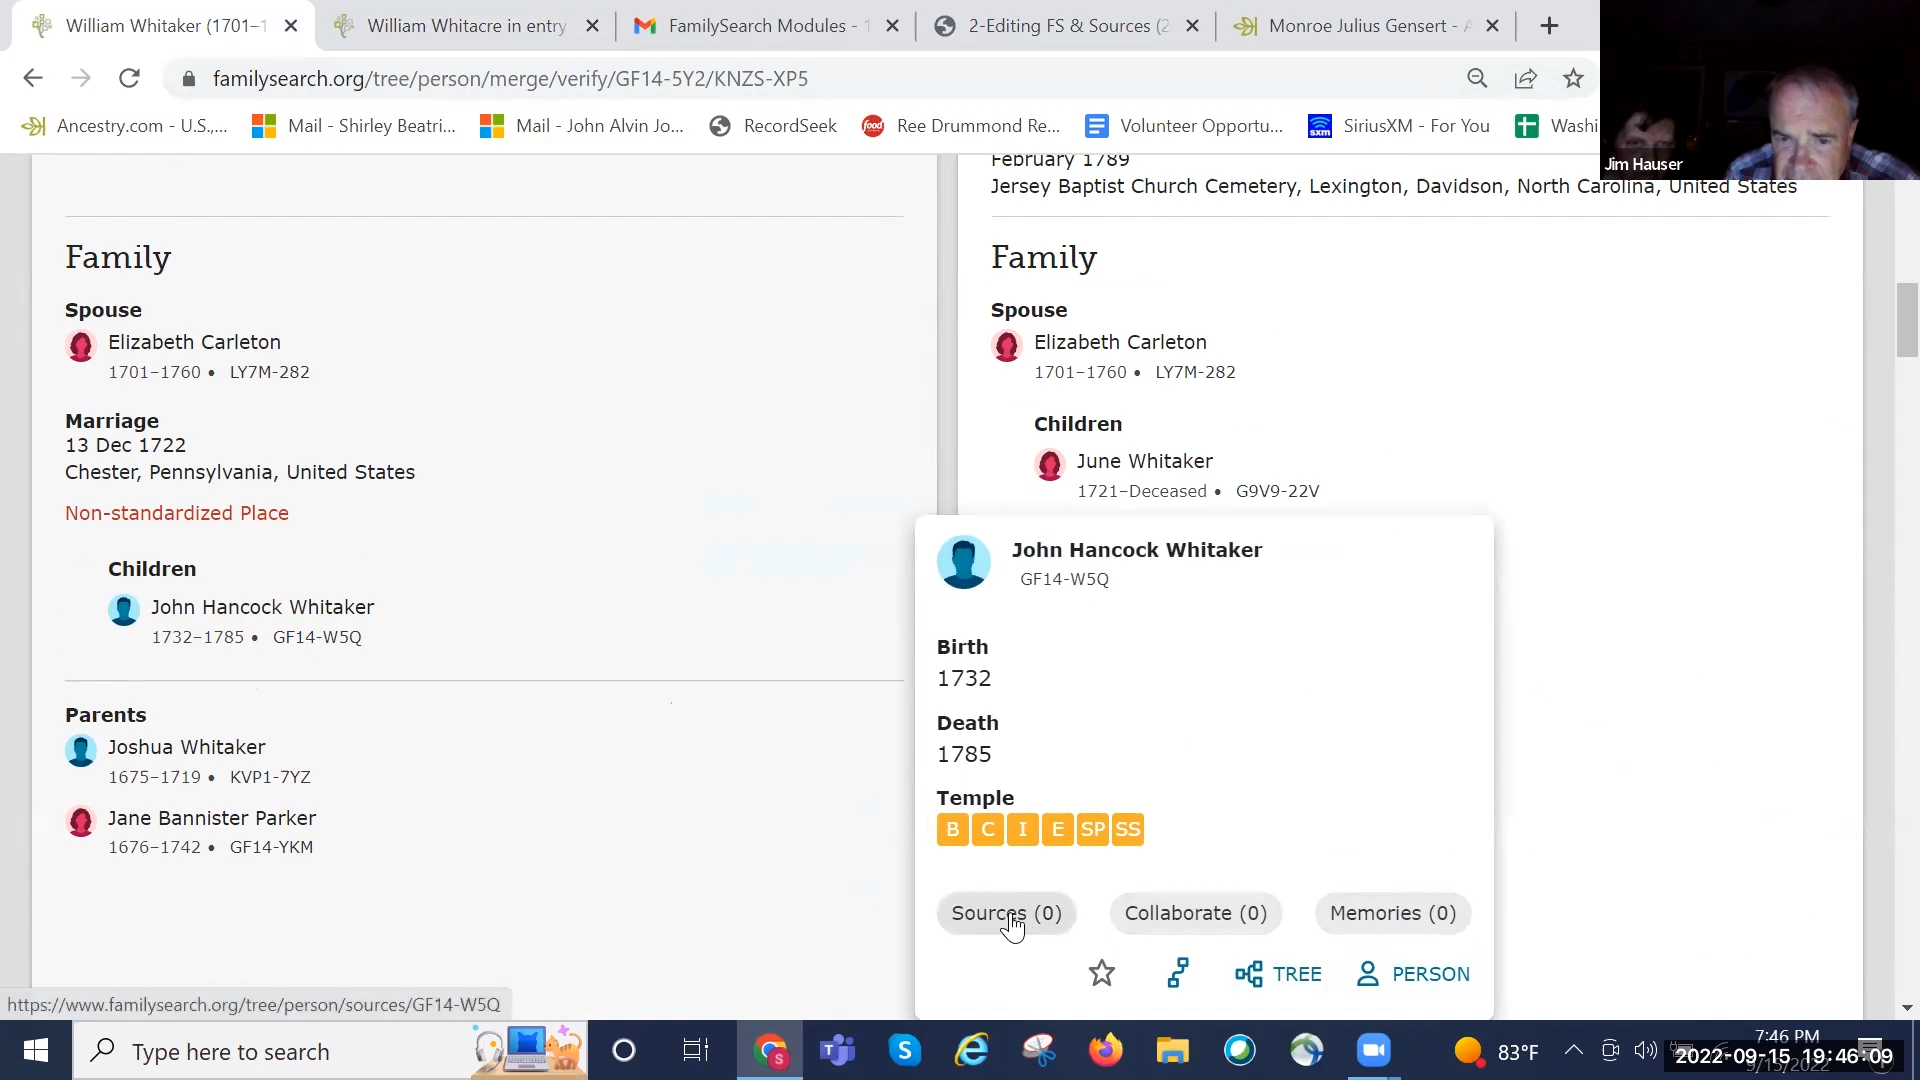 William Whitaker (1701–1
William Whitacre in entry
FamilySearch Modules -
2-Editing FS & Sources (2
Monroe Julius Gensert - A
familysearch.org/tree/person/merge/verify/GF14-5Y2/KNZS-XP5
Ancestry.com - U.S.,...
Mail - Shirley Beatri...
Mail - John Alvin Jo...
RecordSeek
food
Ree Drummond Re...
Volunteer Opportu...
sxm
SiriusXM - For You
Washi
Jim Hauser
February 1789
Jersey Baptist Church Cemetery, Lexington, Davidson, North Carolina, United States
Family
Spouse
Elizabeth Carleton
1701–1760 • LY7M-282
Marriage
13 Dec 1722
Chester, Pennsylvania, United States
Non-standardized Place
Children
John Hancock Whitaker
1732–1785 • GF14-W5Q
Parents
Joshua Whitaker
1675–1719 • KVP1-7YZ
Jane Bannister Parker
1676–1742 • GF14-YKM
Family
Spouse
Elizabeth Carleton
1701–1760 • LY7M-282
Children
June Whitaker
1721–Deceased • G9V9-22V
John Hancock Whitaker
GF14-W5Q
Birth
1732
Death
1785
Temple
B C I E SP SS
Sources (0)
Collaborate (0)
Memories (0)
TREE
PERSON
https://www.familysearch.org/tree/person/sources/GF14-W5Q
Type here to search
83°F
7:46 PM
2022-09-15 19:46:09
9/15/2022